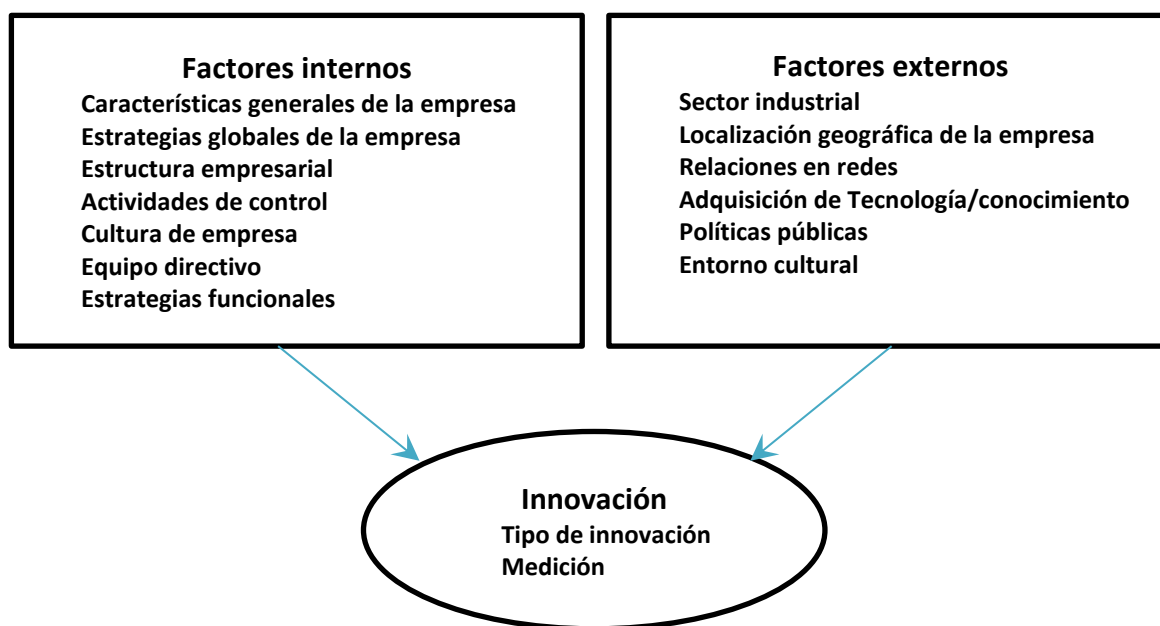 Factores internos
Características generales de la empresa
Estrategias globales de la empresa
Estructura empresarial
Actividades de control
Cultura de empresa
Equipo directivo
Estrategias funcionales
Factores externos
Sector industrial
Localización geográfica de la empresa
Relaciones en redes
Adquisición de Tecnología/conocimiento
Políticas públicas
Entorno cultural
Innovación
Tipo de innovación
Medición